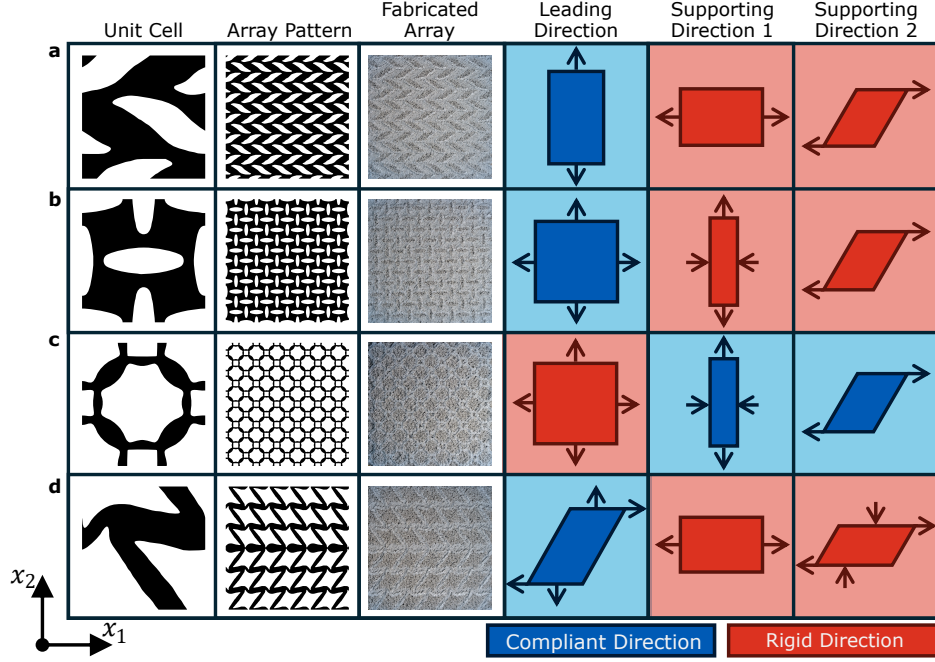 Unit Cell
Array Pattern
Fabricated
Array
Leading
Direction
Supporting
Direction 1
Supporting
Direction 2
a
b
c
d
x₂
x₁
Compliant Direction
Rigid Direction